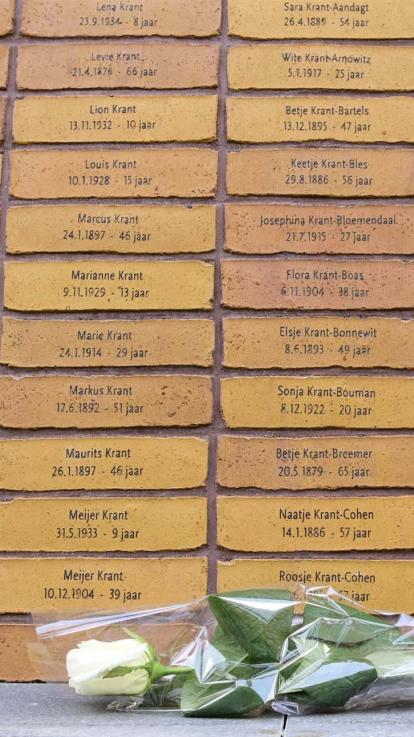 Lena Krant
23.9.1934 - 8 jaar
Levie Krant
21.4.1876 - 66 jaar
Lion Krant
13.11.1932 - 10 jaar
Louis Krant
10.1.1928 - 15 jaar
Marcus Krant
24.1.1897 - 46 jaar
Marianne Krant
9.11.1929 - 13 jaar
Marie Krant
24.1.1914 - 29 jaar
Markus Krant
17.6.1892 - 51 jaar
Maurits Krant
26.1.1897 - 46 jaar
Meijer Krant
31.5.1933 - 9 jaar
Meijer Krant
10.12.1904 - 39 jaar
Sara Krant-Aandagt
26.4.1889 - 54 jaar
Witte Krant-Arnowitz
5.1.1917 - 25 jaar
Betje Krant-Bartels
13.12.1895 - 47 jaar
Keetje Krant-Bles
29.8.1886 - 56 jaar
Josephina Krant-Bloemendaal
21.7.1915 - 27 jaar
Flora Krant-Boas
6.11.1904 - 38 jaar
Elsje Krant-Bonnewit
8.6.1893 - 49 jaar
Sonja Krant-Bouman
8.12.1922 - 20 jaar
Betje Krant-Breemer
20.5.1879 - 65 jaar
Naatje Krant-Cohen
14.1.1886 - 57 jaar
Roosje Krant-Cohen
jaar